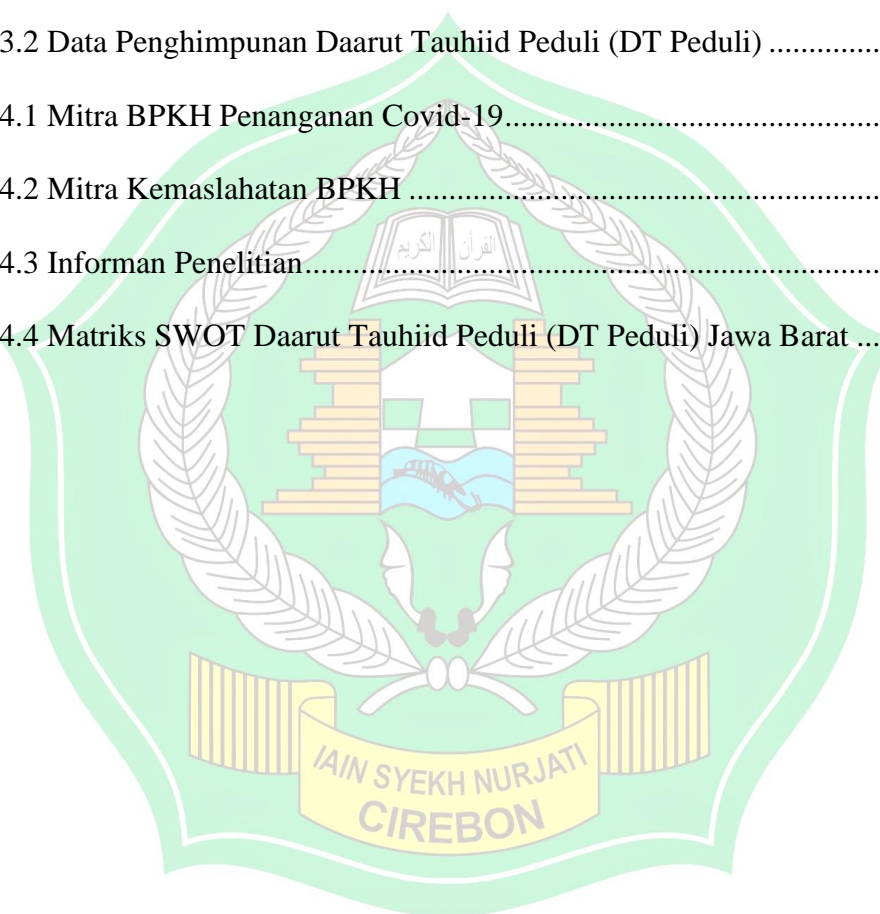 3.2 Data Penghimpunan Daarut Tauhiid Peduli (DT Peduli) ..............
4.1 Mitra BPKH Penanganan Covid-19...............................................
4.2 Mitra Kemaslahatan BPKH ...........................................................
القرآن الكريم
4.3 Informan Penelitian.........................................................................
4.4 Matriks SWOT Daarut Tauhiid Peduli (DT Peduli) Jawa Barat ...
IAIN SYEKH NURJATI
CIREBON